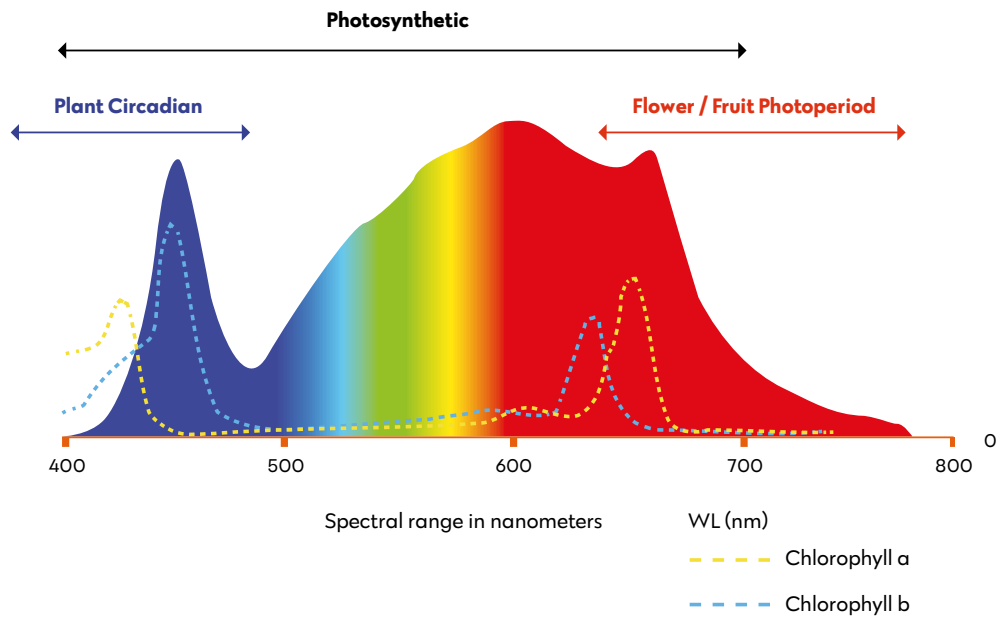 Photosynthetic
Plant Circadian
Flower / Fruit Photoperiod
0
400 500 600 700 800
Spectral range in nanometers
WL (nm)
Chlorophyll a
Chlorophyll b